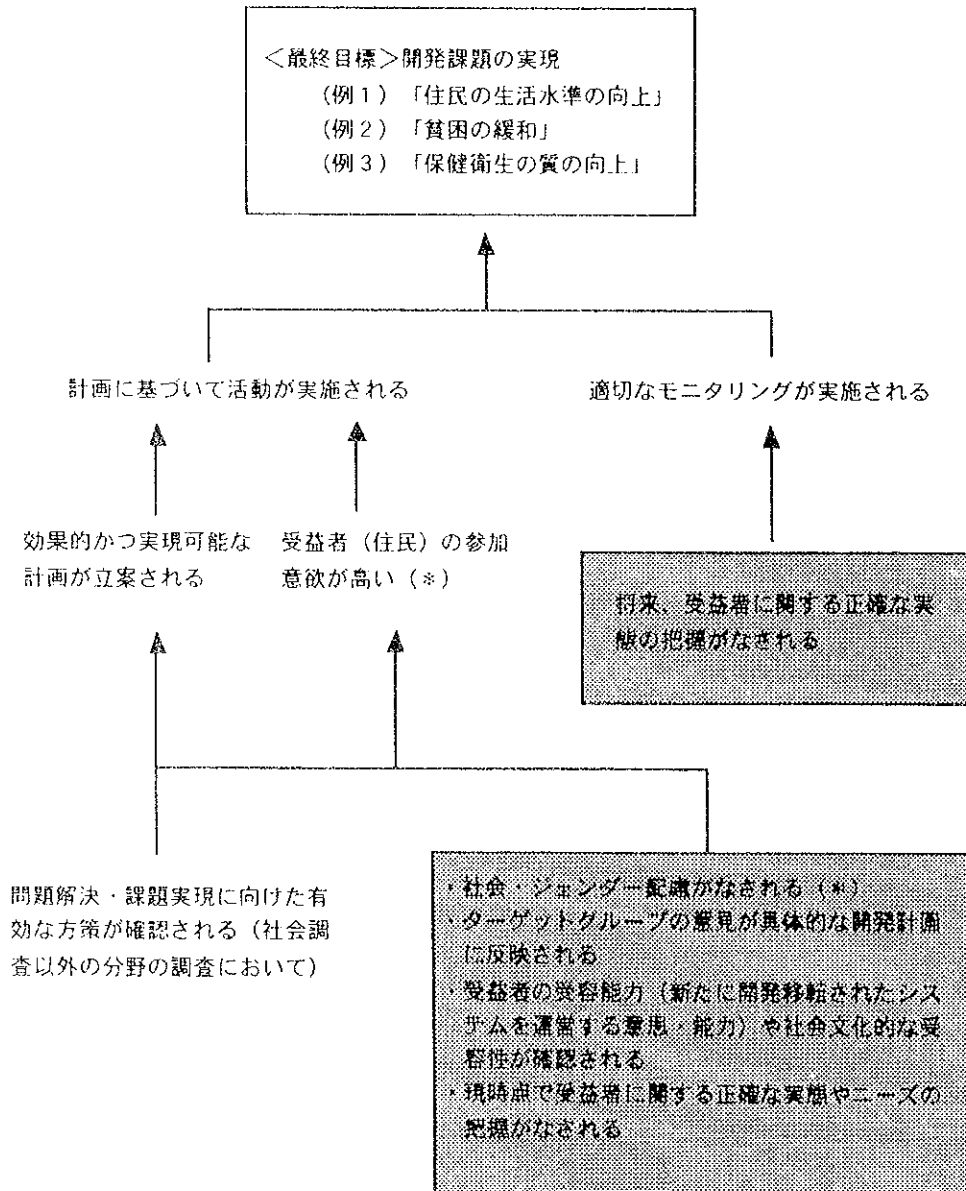 ＜最終目標＞開発課題の実現
（例１）「住民の生活水準の向上」
（例２）「貧困の緩和」
（例３）「保健衛生の質の向上」
計画に基づいて活動が実施される
適切なモニタリングが実施される
効果的かつ実現可能な
計画が立案される
受益者（住民）の参加
意欲が高い（＊）
将来、受益者に関する正確な実
態の把握がなされる
問題解決・課題実現に向けた有
効な方策が確認される（社会調
査以外の分野の調査において）
・社会・ジェンダー配慮がなされる（＊）
・ターゲットグループの意見が具体的な開発計画
に反映される
・受益者の受容能力（新たに開発移転されたシス
テムを運営する意思・能力）や社会文化的な受
容性が確認される
・現時点で受益者に関する正確な実態やニーズの
把握がなされる